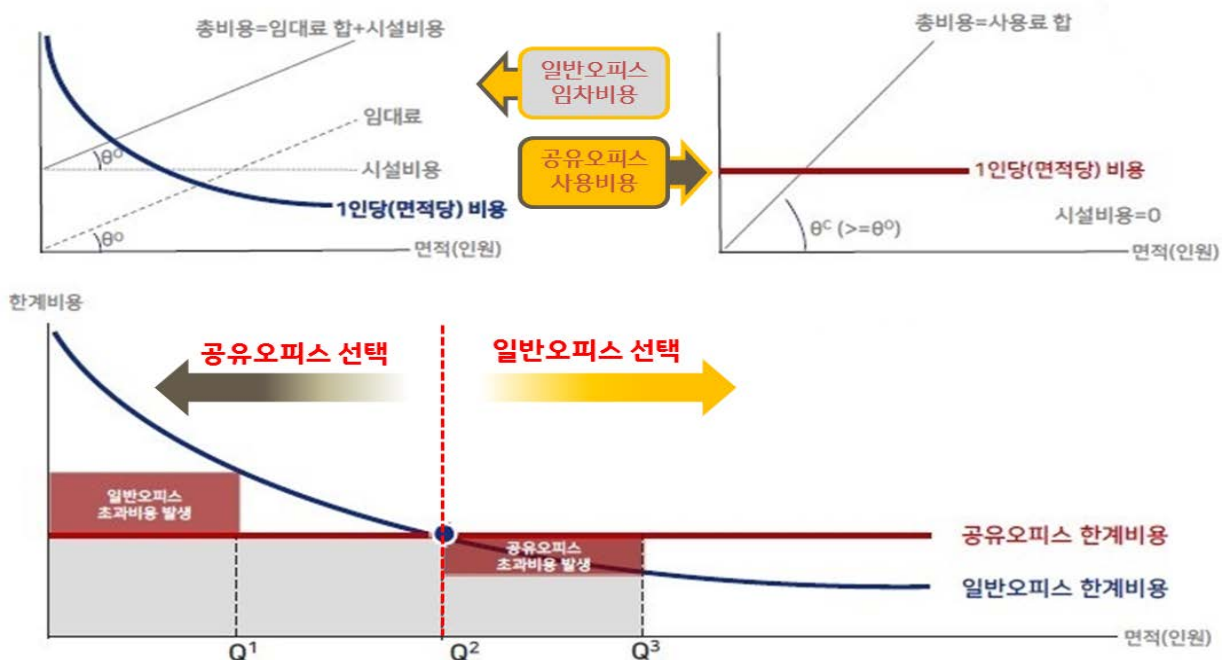 총비용=임대료 합+시설비용
θᴼ
임대료
시설비용
1인당(면적당) 비용
θᴼ
면적(인원)
일반오피스
임차비용
공유오피스
사용비용
총비용=사용료 합
1인당(면적당) 비용
시설비용=0
θᶜ (>=θᴼ)
면적(인원)
한계비용
공유오피스 선택
일반오피스 선택
일반오피스
초과비용 발생
공유오피스
초과비용 발생
공유오피스 한계비용
일반오피스 한계비용
Q¹
Q²
Q³
면적(인원)